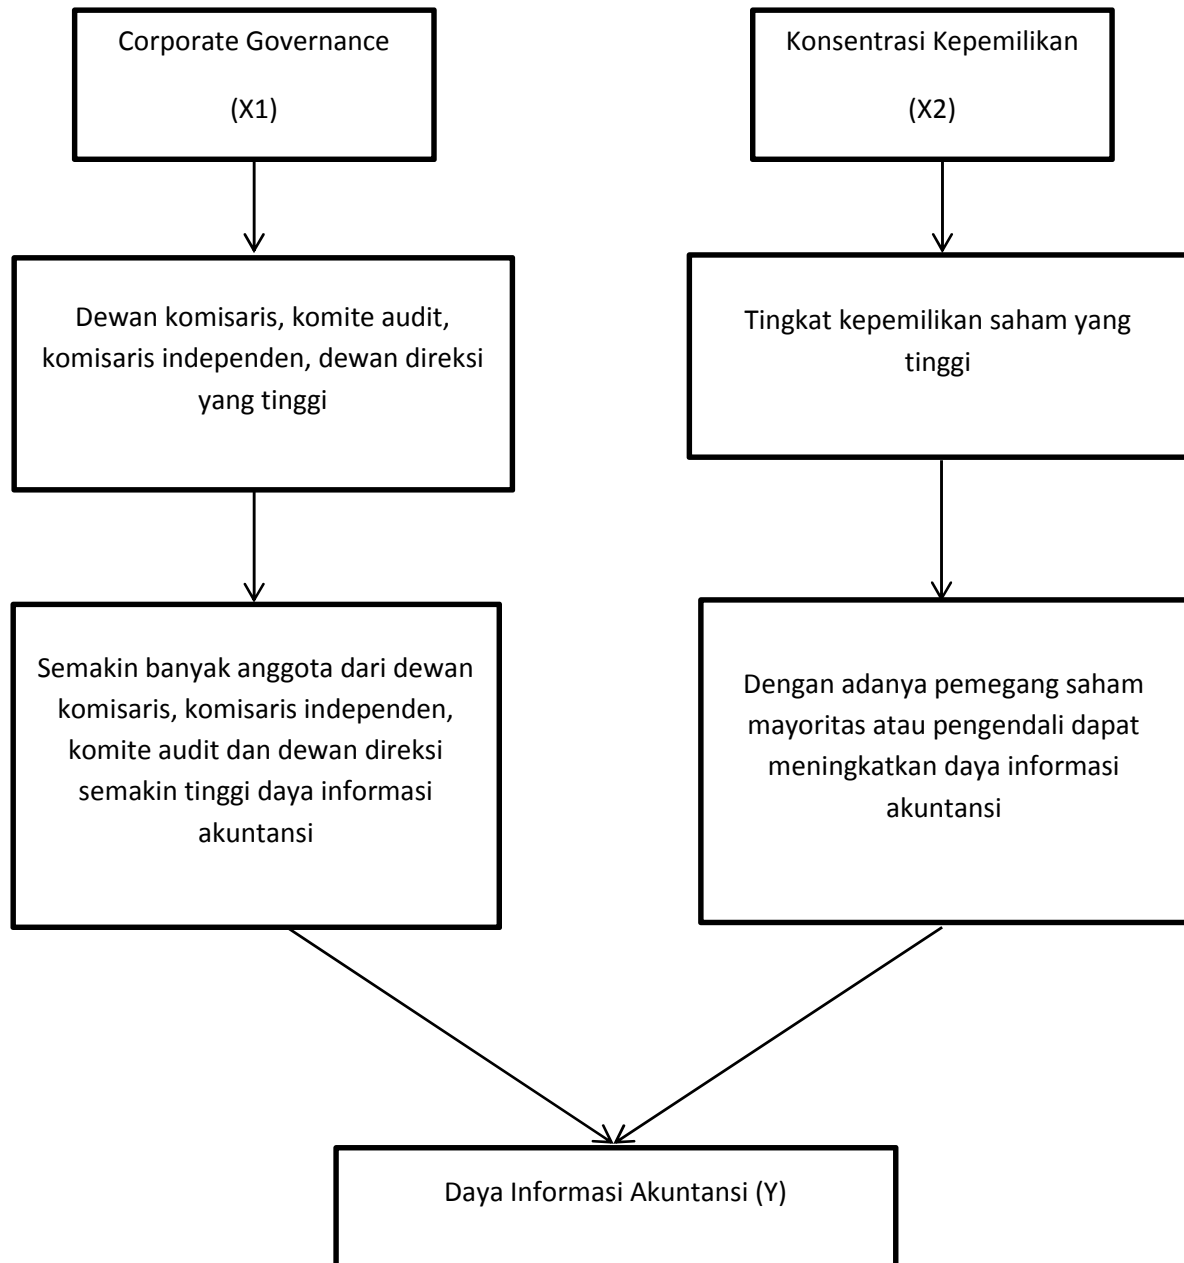 Corporate Governance
(X1)
Konsentrasi Kepemilikan
(X2)
Dewan komisaris, komite audit,
komisaris independen, dewan direksi
yang tinggi
Tingkat kepemilikan saham yang
tinggi
Semakin banyak anggota dari dewan
komisaris, komisaris independen,
komite audit dan dewan direksi
semakin tinggi daya informasi
akuntansi
Dengan adanya pemegang saham
mayoritas atau pengendali dapat
meningkatkan daya informasi
akuntansi
Daya Informasi Akuntansi (Y)